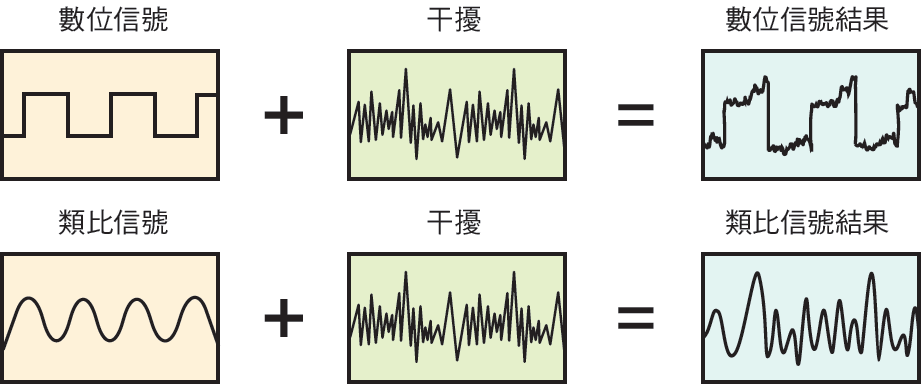 數位信號
干擾
數位信號結果
+
=
類比信號
干擾
類比信號結果
+
=